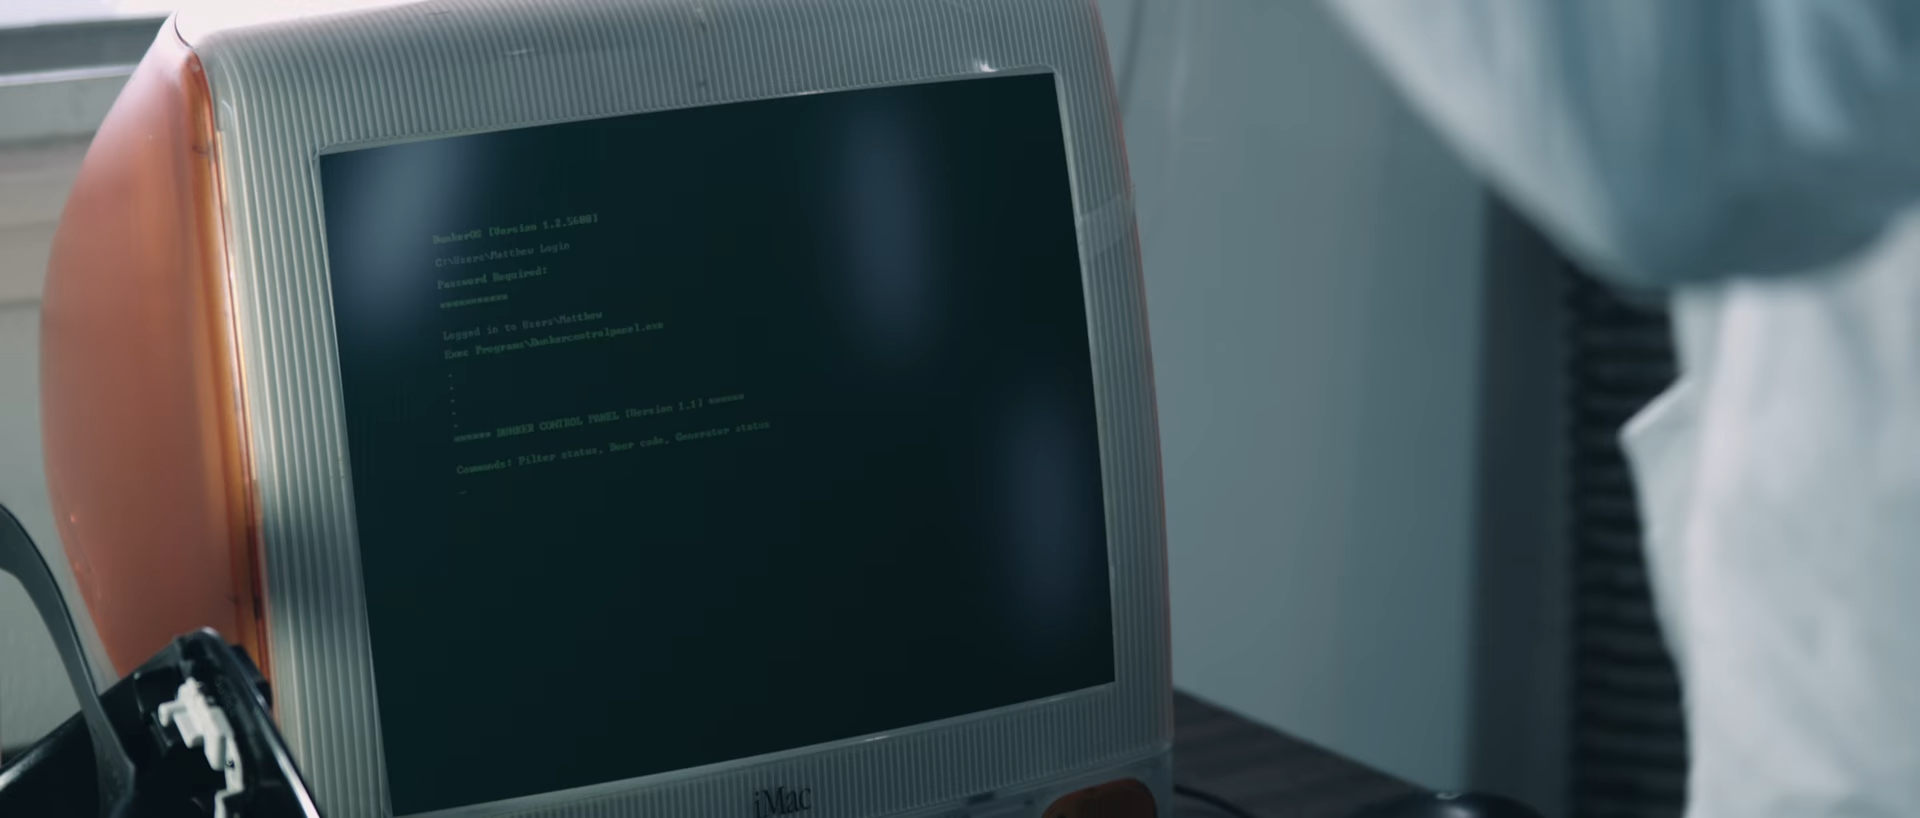 BunkerOS [Version 1.2.5600]
C:\Users\Matthew Login
Password Required:
***********
Logged in to Users\Matthew
Exec Programs\Bunkercontrolpanel.exe
.
.
.
.
.
****** BUNKER CONTROL PANEL [Version 1.1] ******
Commands: Filter status, Door code, Generator status
_
iMac